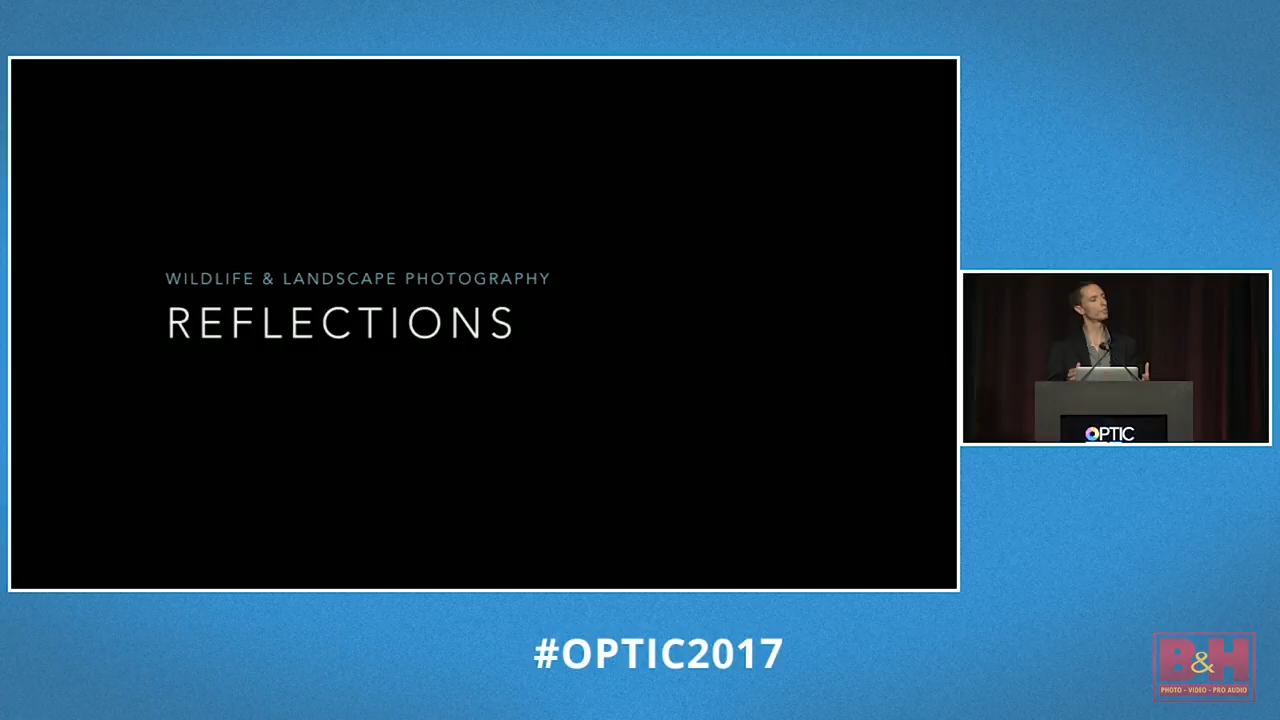 WILDLIFE & LANDSCAPE PHOTOGRAPHY
REFLECTIONS
OPTIC
#OPTIC2017
B&H
PHOTO - VIDEO - PRO AUDIO